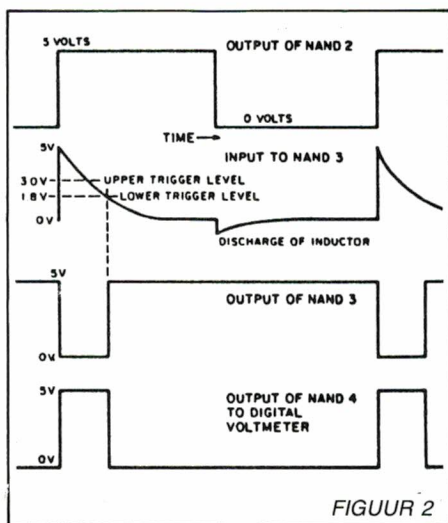 5 VOLTS
OUTPUT OF NAND 2
0 VOLTS
TIME →
5V
INPUT TO NAND 3
3.0V
UPPER TRIGGER LEVEL
1.8V
LOWER TRIGGER LEVEL
0V
DISCHARGE OF INDUCTOR
5V
OUTPUT OF NAND 3
0V
5V
OUTPUT OF NAND 4
TO DIGITAL
VOLTMETER
0V
FIGUUR 2